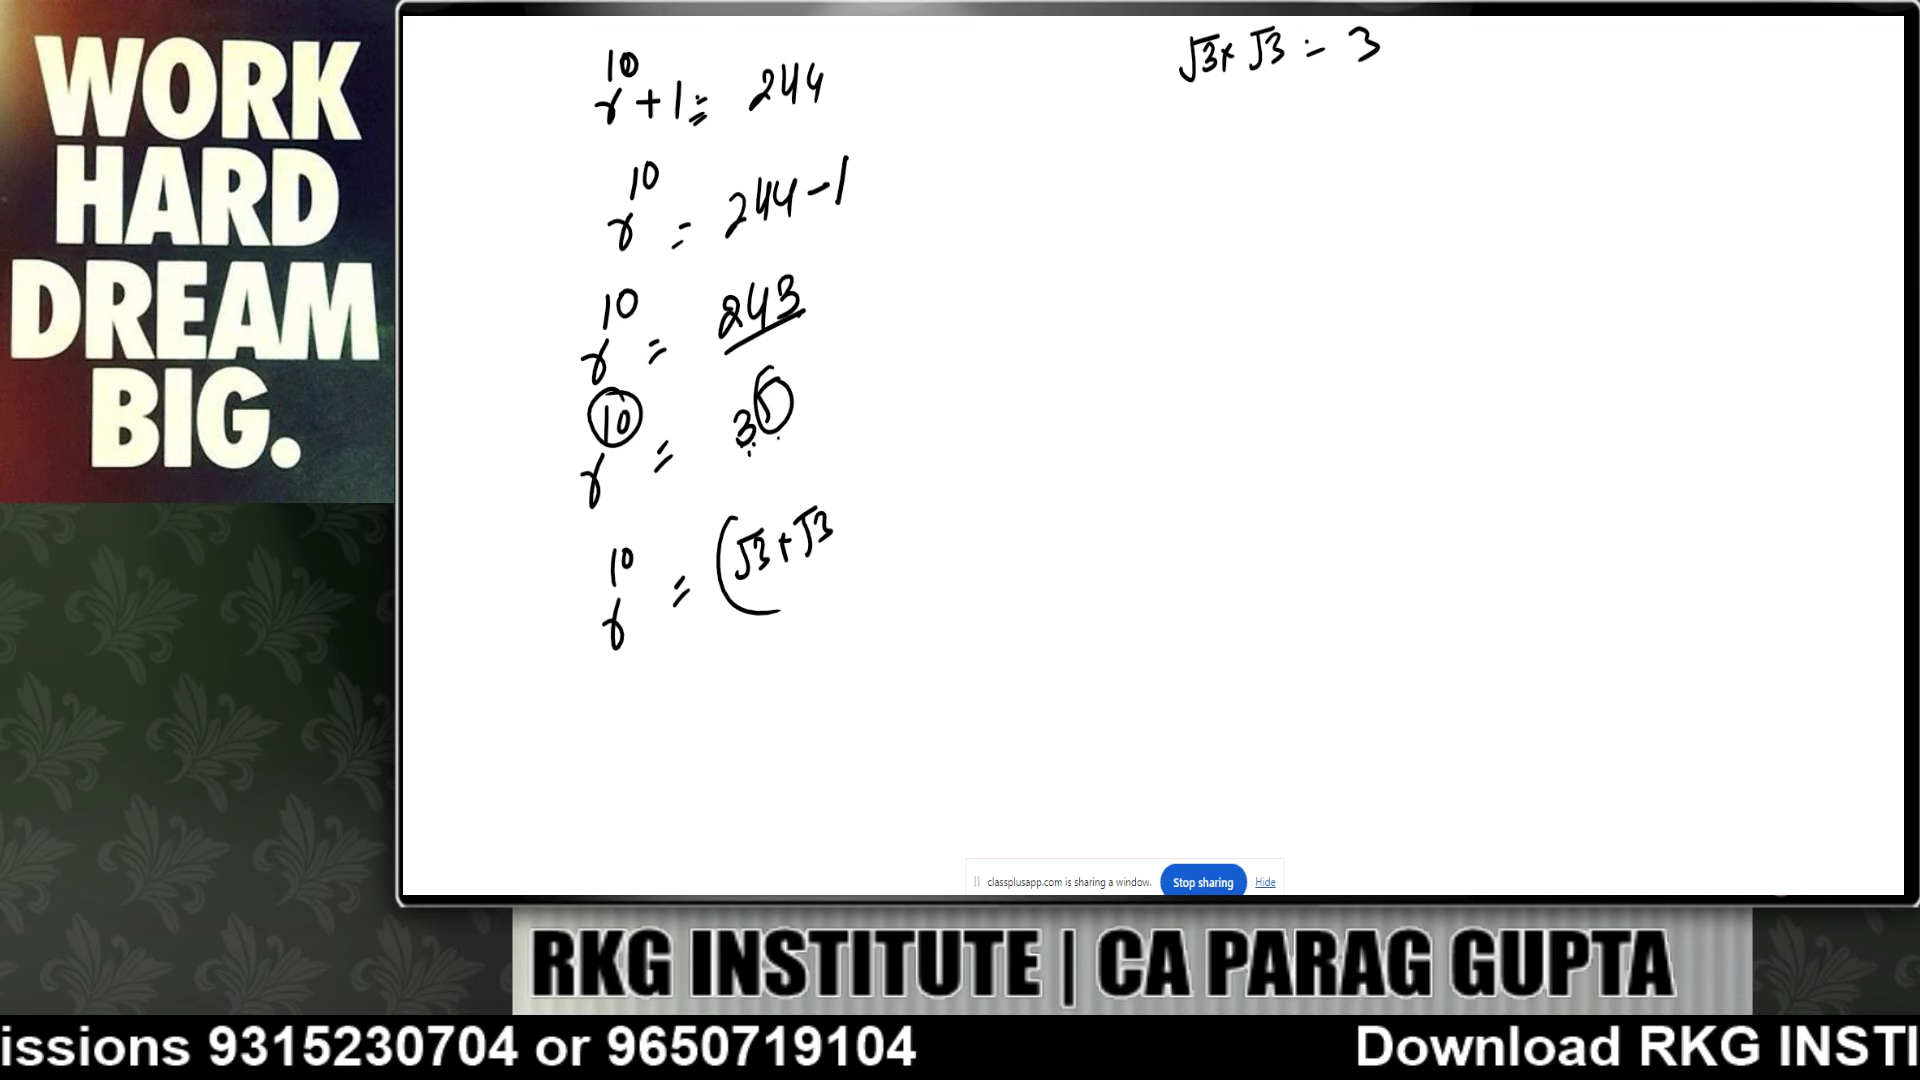 WORK
HARD
DREAM
BIG.
r^10 + 1 = 244
r^10 = 244 - 1
r^10 = 243
r^10 = 3^5
r^10 = (√3 + √3
√3 × √3 = 3
classplusapp.com is sharing a window.
Stop sharing
Hide
RKG INSTITUTE | CA PARAG GUPTA
issions 9315230704 or 9650719104
Download RKG INSTI